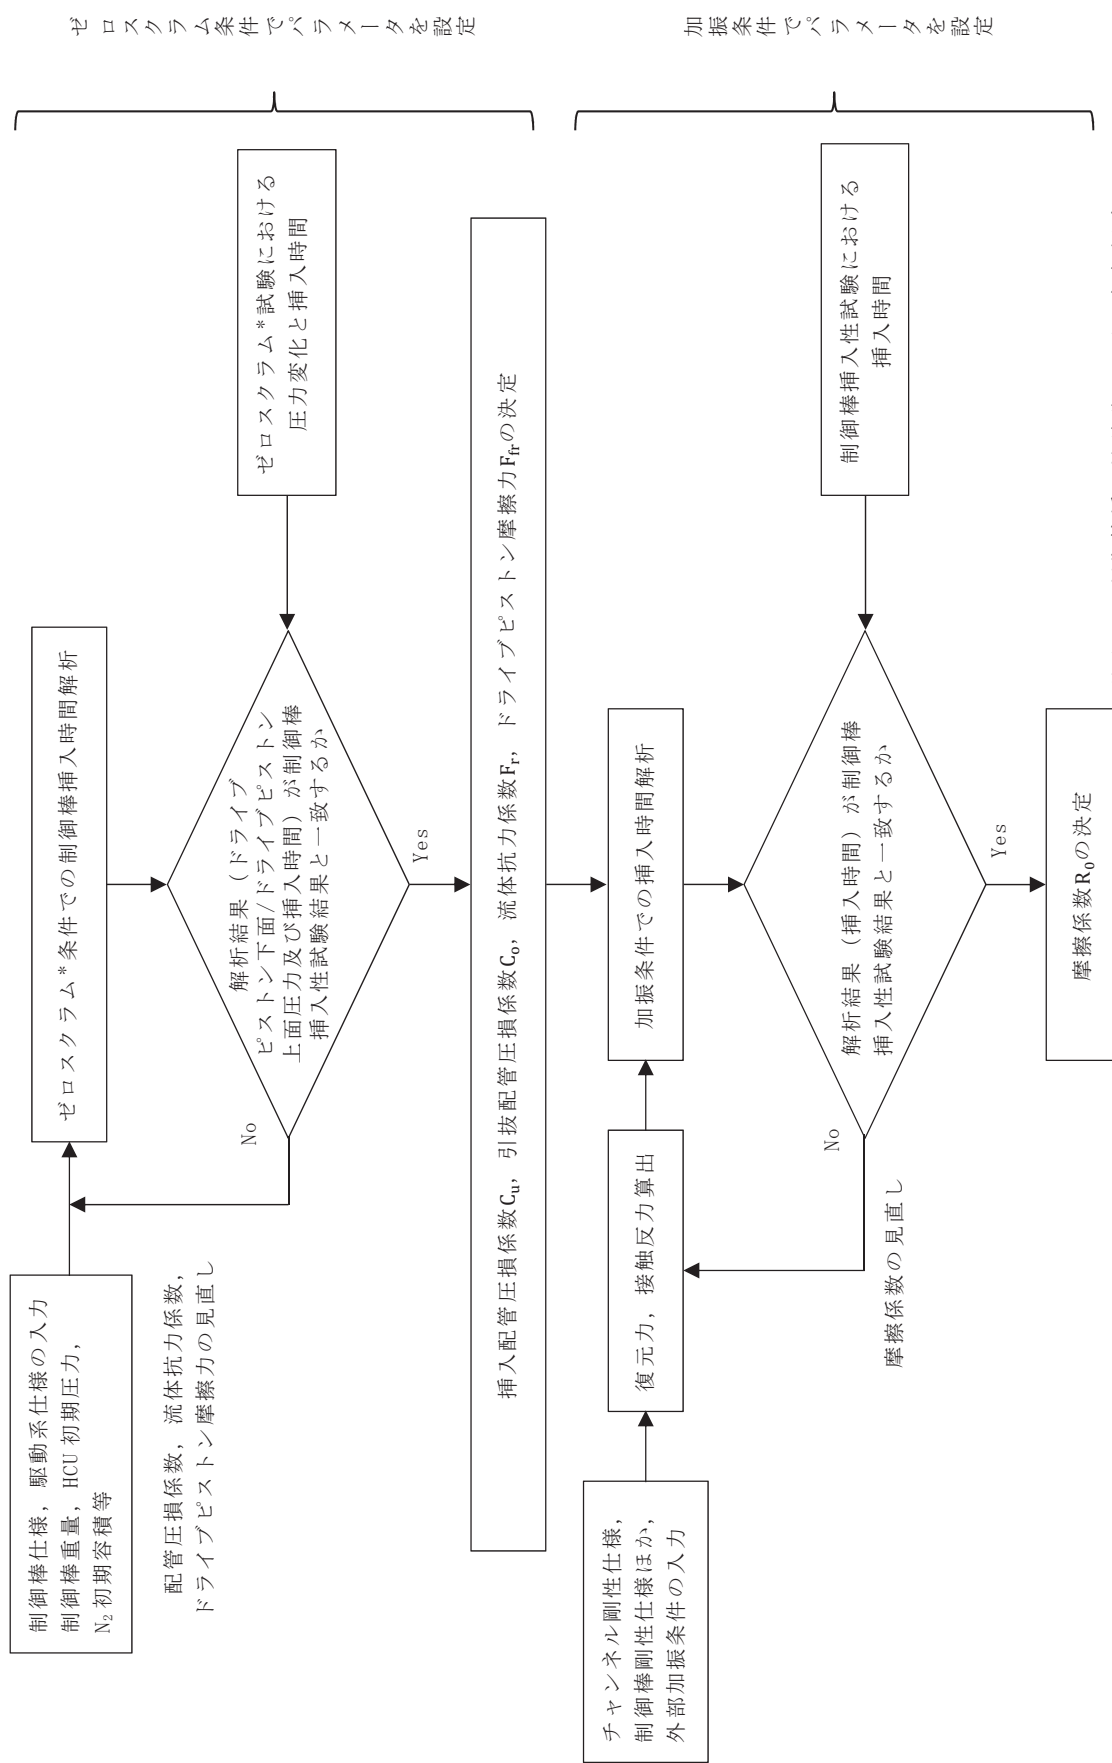 制御棒仕様，駆動系仕様の入力
制御棒重量，HCU 初期圧力，
N₂初期容積等
ゼロスクラム*条件での制御棒挿入時間解析
配管圧損係数，流体抗力係数，
ドライブピストン摩擦力の見直し
No
解析結果（ドライブ
ピストン下面/ドライブピストン
上面圧力及び挿入時間）が制御棒
挿入性試験結果と一致するか
Yes
ゼロスクラム*試験における
圧力変化と挿入時間
ゼロスクラム条件でパラメータを設定
挿入配管圧損係数Cᵤ，引抜配管圧損係数Cₒ，流体抗力係数Fᵣ，ドライブピストン摩擦力F_frの決定
チャンネル剛性仕様，
制御棒剛性仕様ほか，
外部加振条件の入力
復元力，接触反力算出
加振条件での挿入時間解析
摩擦係数の見直し
No
解析結果（挿入時間）が制御棒
挿入性試験結果と一致するか
Yes
制御棒挿入性試験における
挿入時間
加振条件でパラメータを設定
摩擦係数R₀の決定